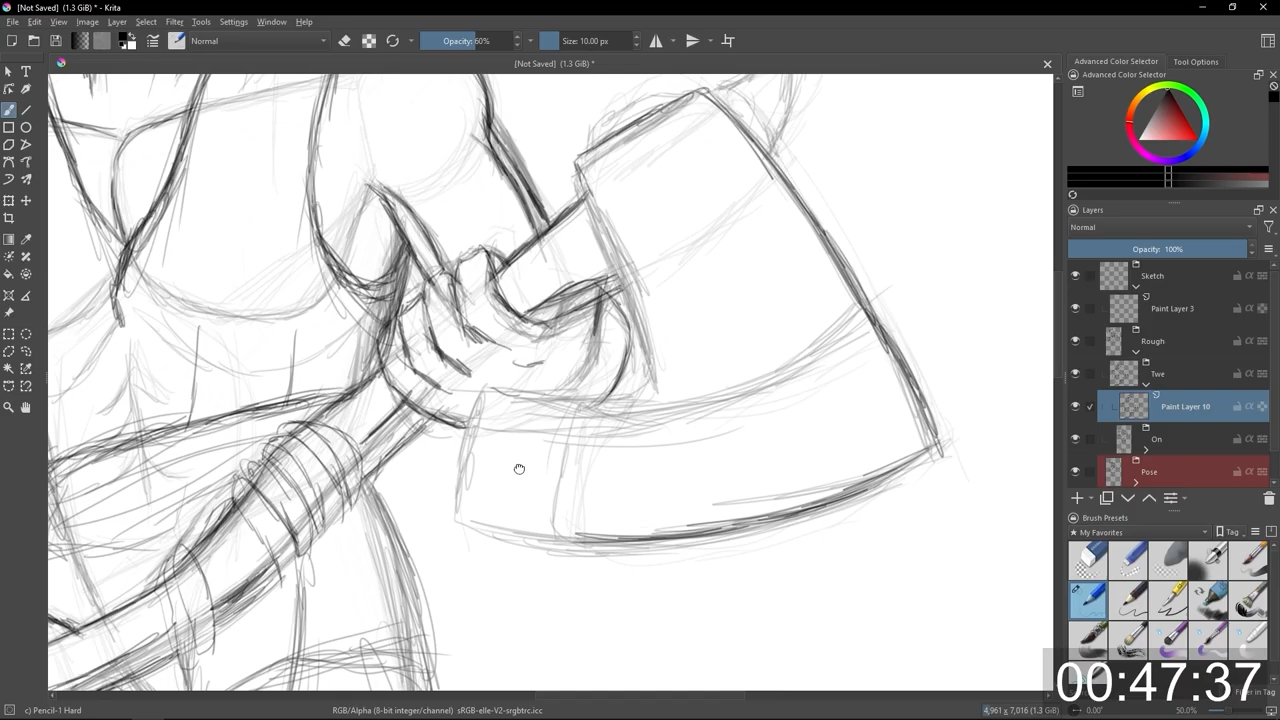 [Not Saved] (1.3 GiB) * - Krita
File Edit View Image Layer Select Filter Tools Settings Window Help
Normal
Opacity: 60%
Size: 10.00 px
[Not Saved] (1.3 GiB) *
Advanced Color Selector Tool Options
Advanced Color Selector
Layers
Normal
Opacity: 100%
Sketch
Paint Layer 3
Rough
Twe
Paint Layer 10
On
Pose
Brush Presets
My Favorites
Tag
00:47:37
Filter in Tag
c) Pencil-1 Hard
RGB/Alpha (8-bit integer/channel) sRGB-elle-V2-srgbtrc.icc
4,961 x 7,016 (1.3 GiB)
0.00°
50.0%